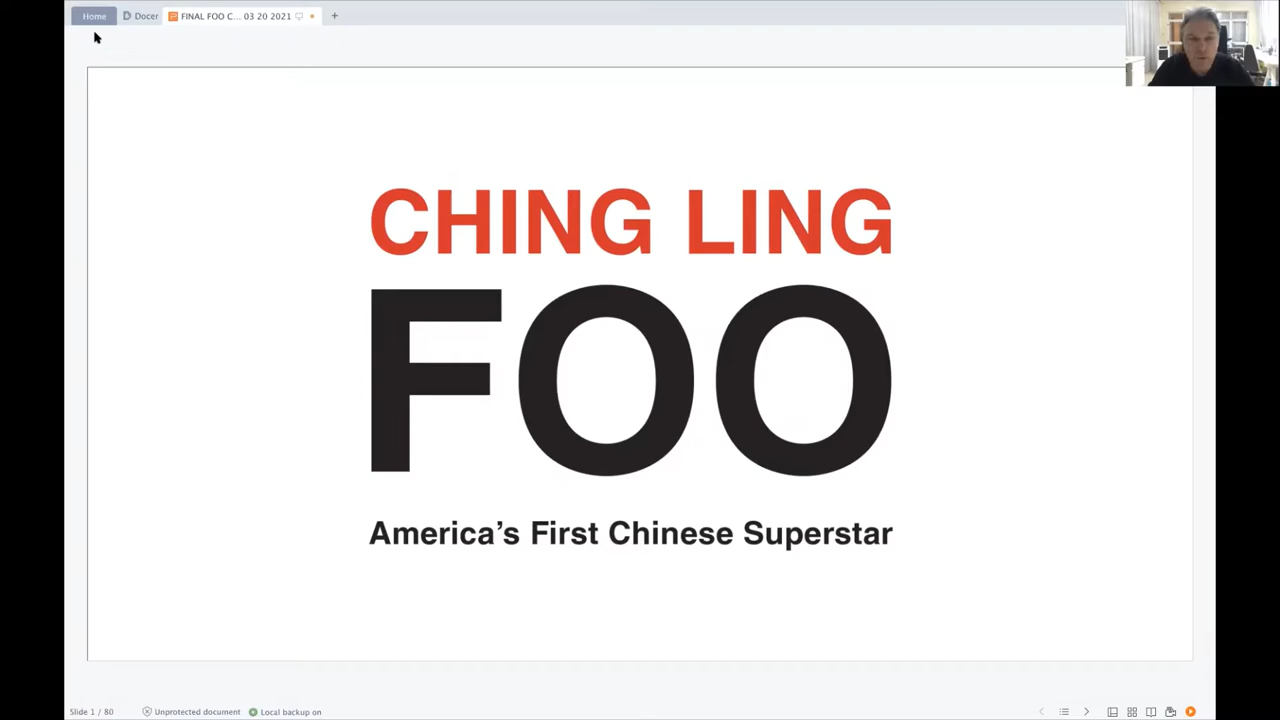 Home
Docer
FINAL FOO C... 03 20 2021
CHING LING
FOO
America's First Chinese Superstar
Slide 1 / 80
Unprotected document
Local backup on